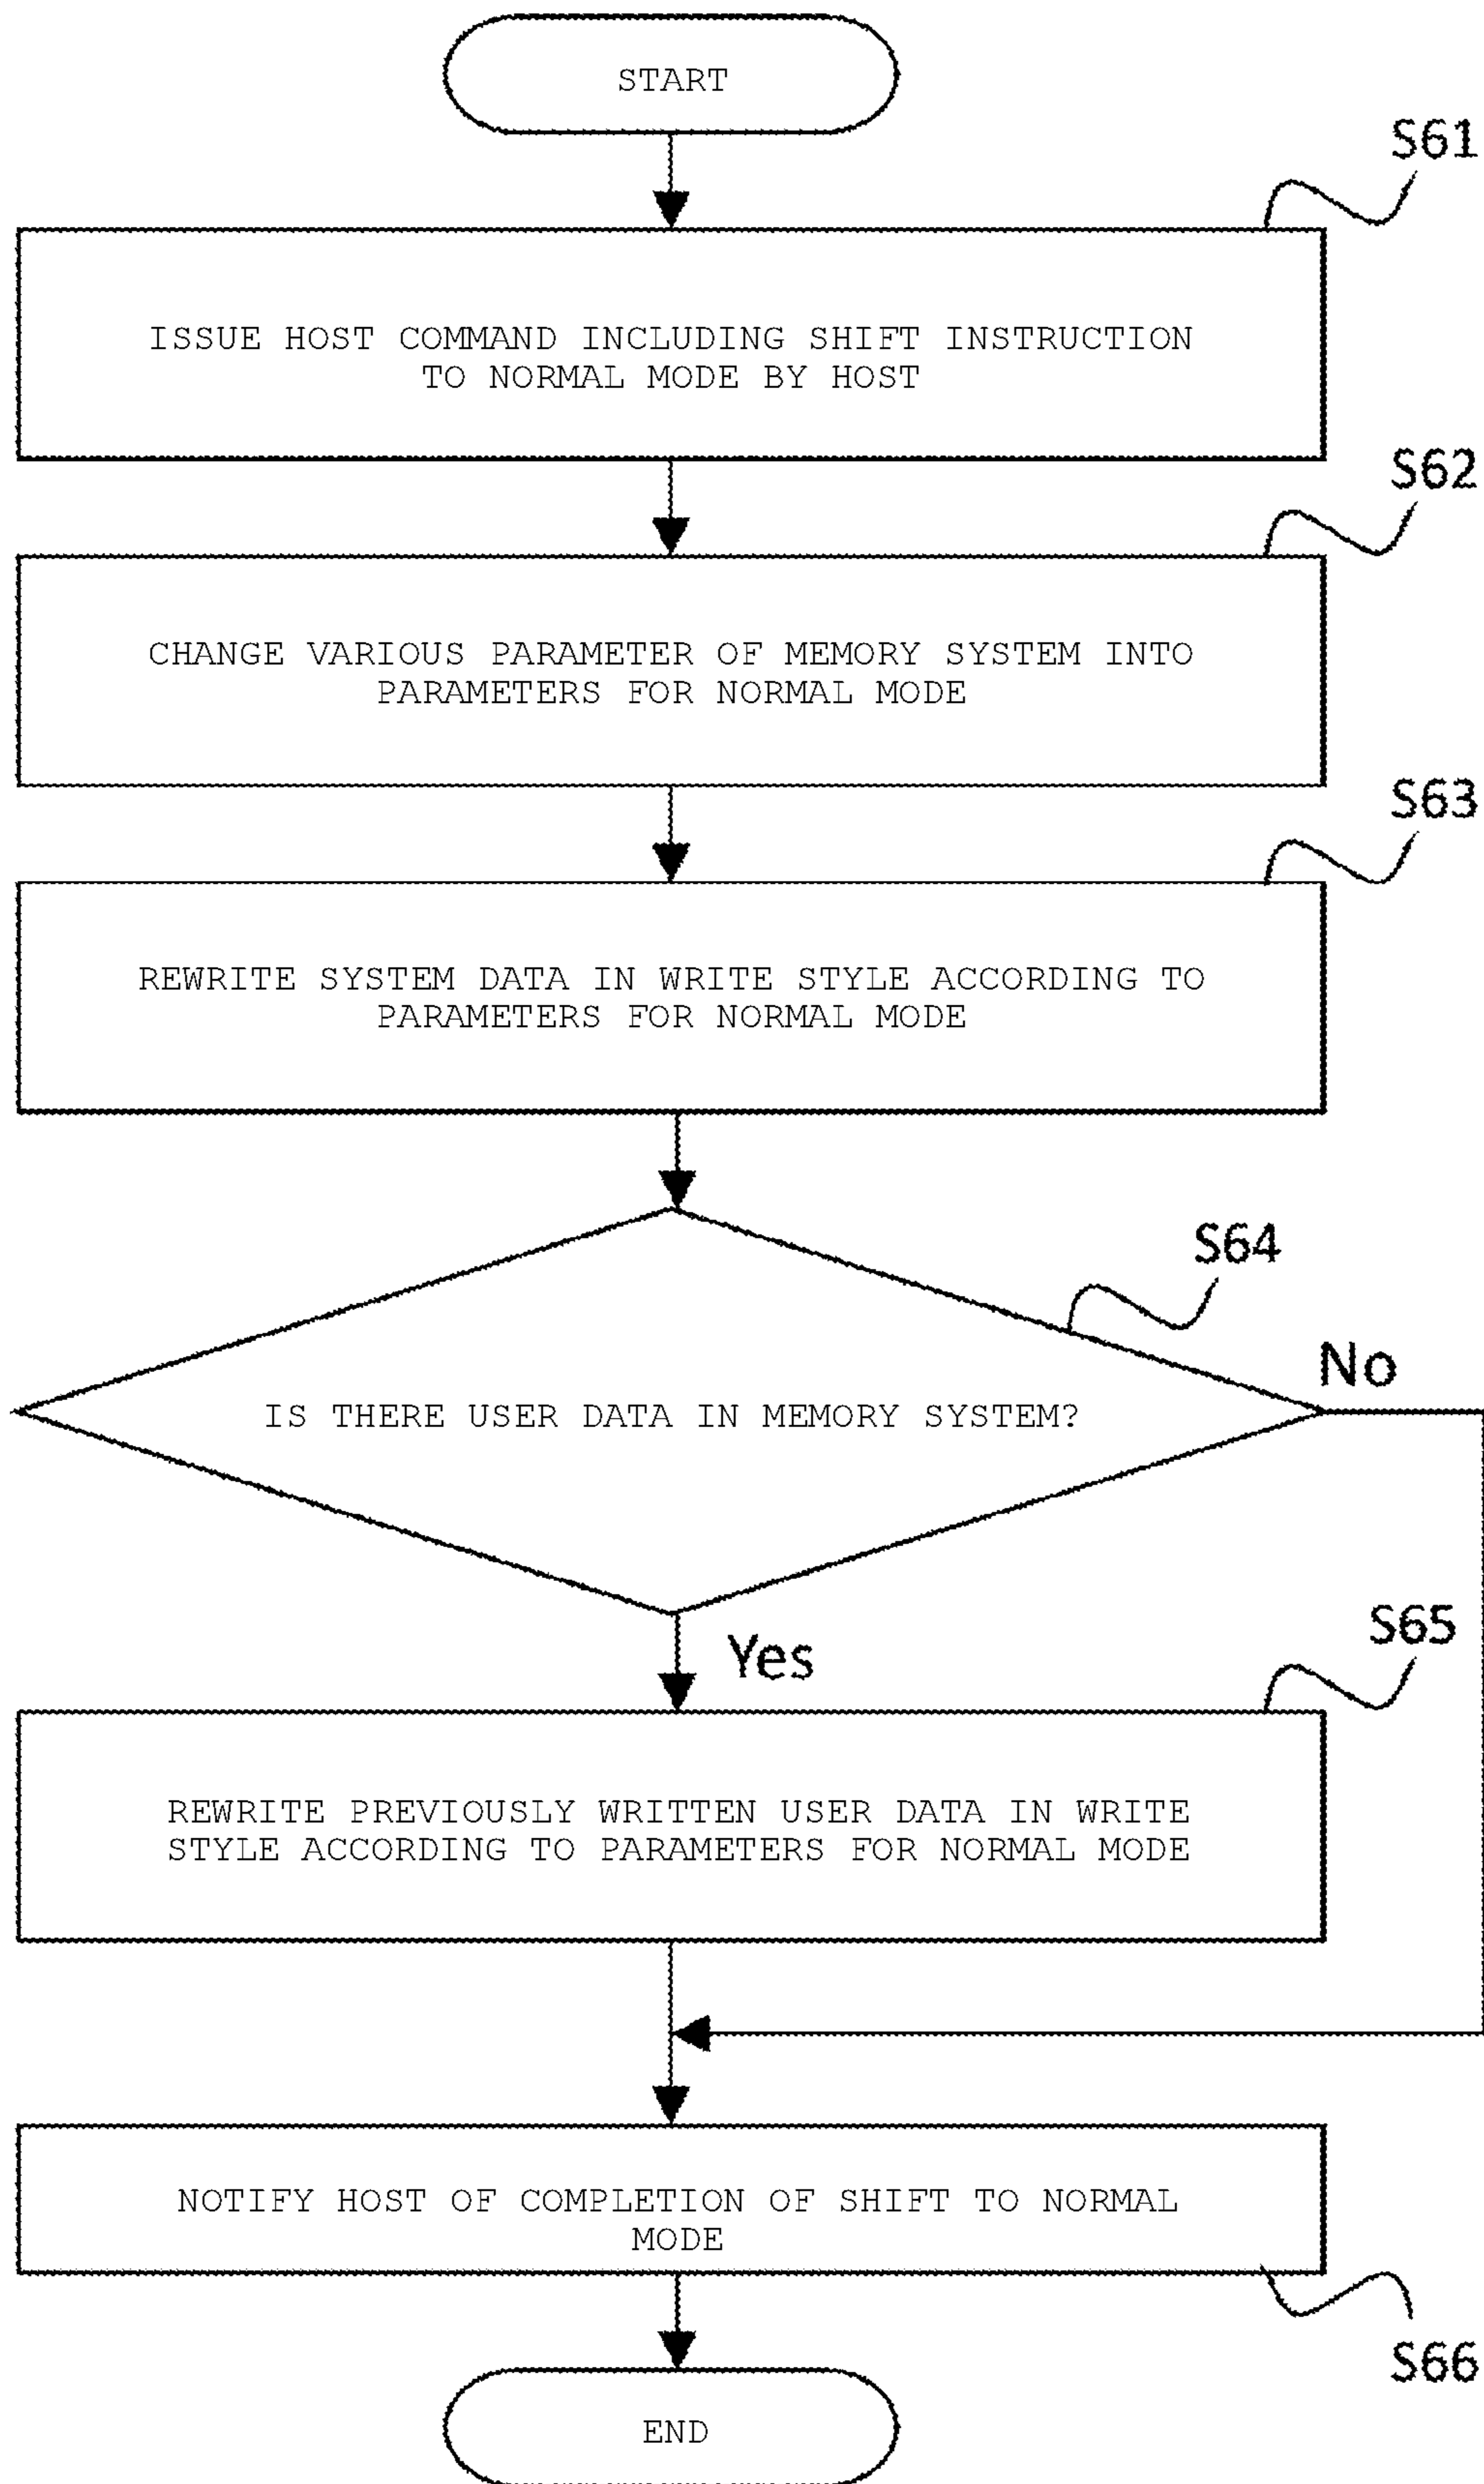 START
S61
ISSUE HOST COMMAND INCLUDING SHIFT INSTRUCTION
TO NORMAL MODE BY HOST
S62
CHANGE VARIOUS PARAMETER OF MEMORY SYSTEM INTO
PARAMETERS FOR NORMAL MODE
S63
REWRITE SYSTEM DATA IN WRITE STYLE ACCORDING TO
PARAMETERS FOR NORMAL MODE
S64
No
IS THERE USER DATA IN MEMORY SYSTEM?
Yes
S65
REWRITE PREVIOUSLY WRITTEN USER DATA IN WRITE
STYLE ACCORDING TO PARAMETERS FOR NORMAL MODE
NOTIFY HOST OF COMPLETION OF SHIFT TO NORMAL
MODE
S66
END